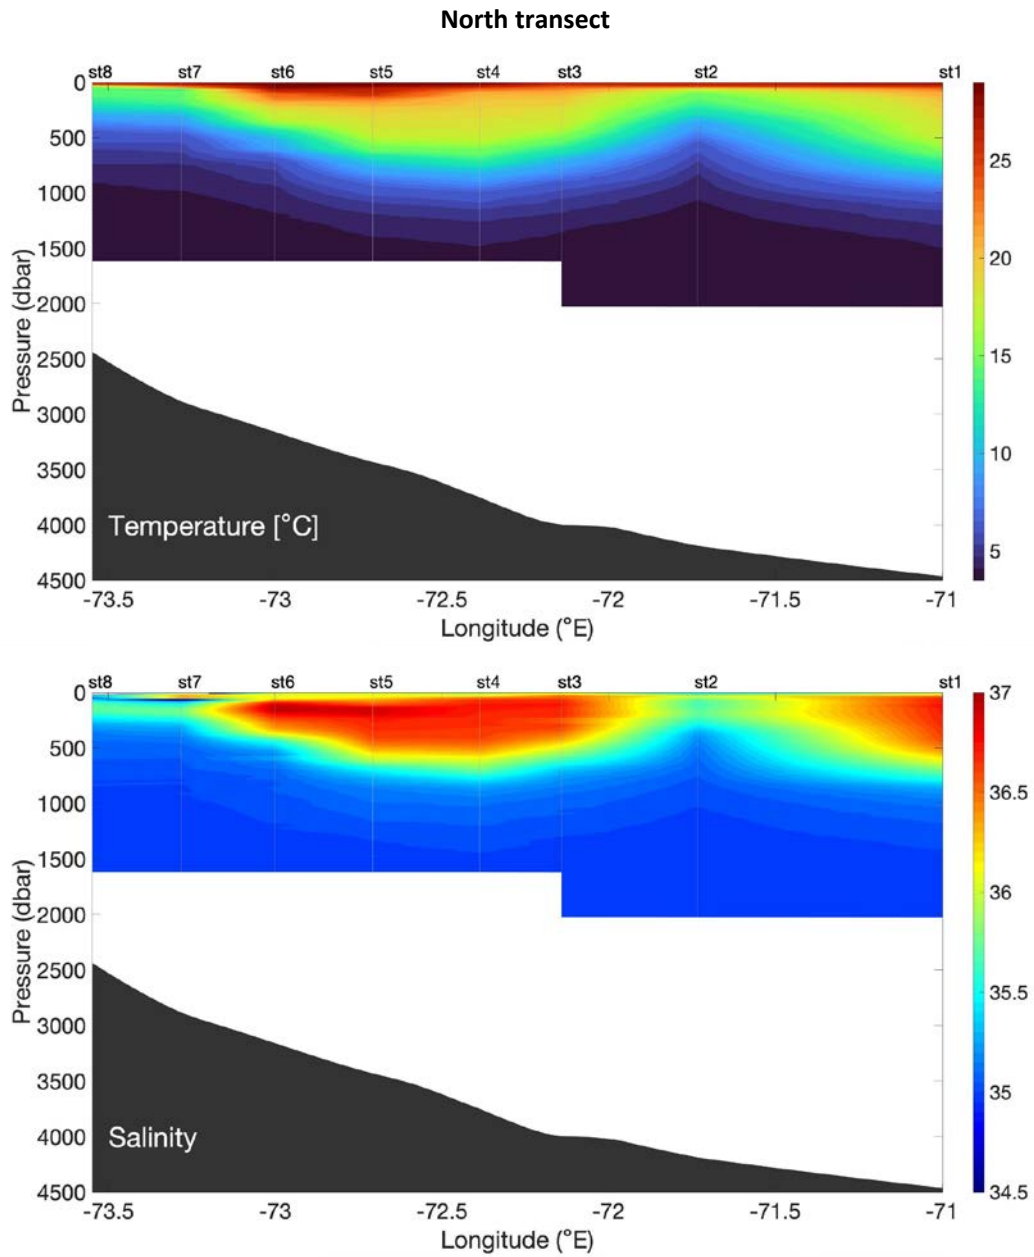 North transect
st8 st7 st6 st5 st4 st3 st2 st1
0
500
1000
1500
2000
2500
3000
3500
4000
4500
Pressure (dbar)
25
20
15
10
5
Temperature [°C]
-73.5 -73 -72.5 -72 -71.5 -71
Longitude (°E)
st8 st7 st6 st5 st4 st3 st2 st1
0
500
1000
1500
2000
2500
3000
3500
4000
4500
Pressure (dbar)
37
36.5
36
35.5
35
34.5
Salinity
-73.5 -73 -72.5 -72 -71.5 -71
Longitude (°E)